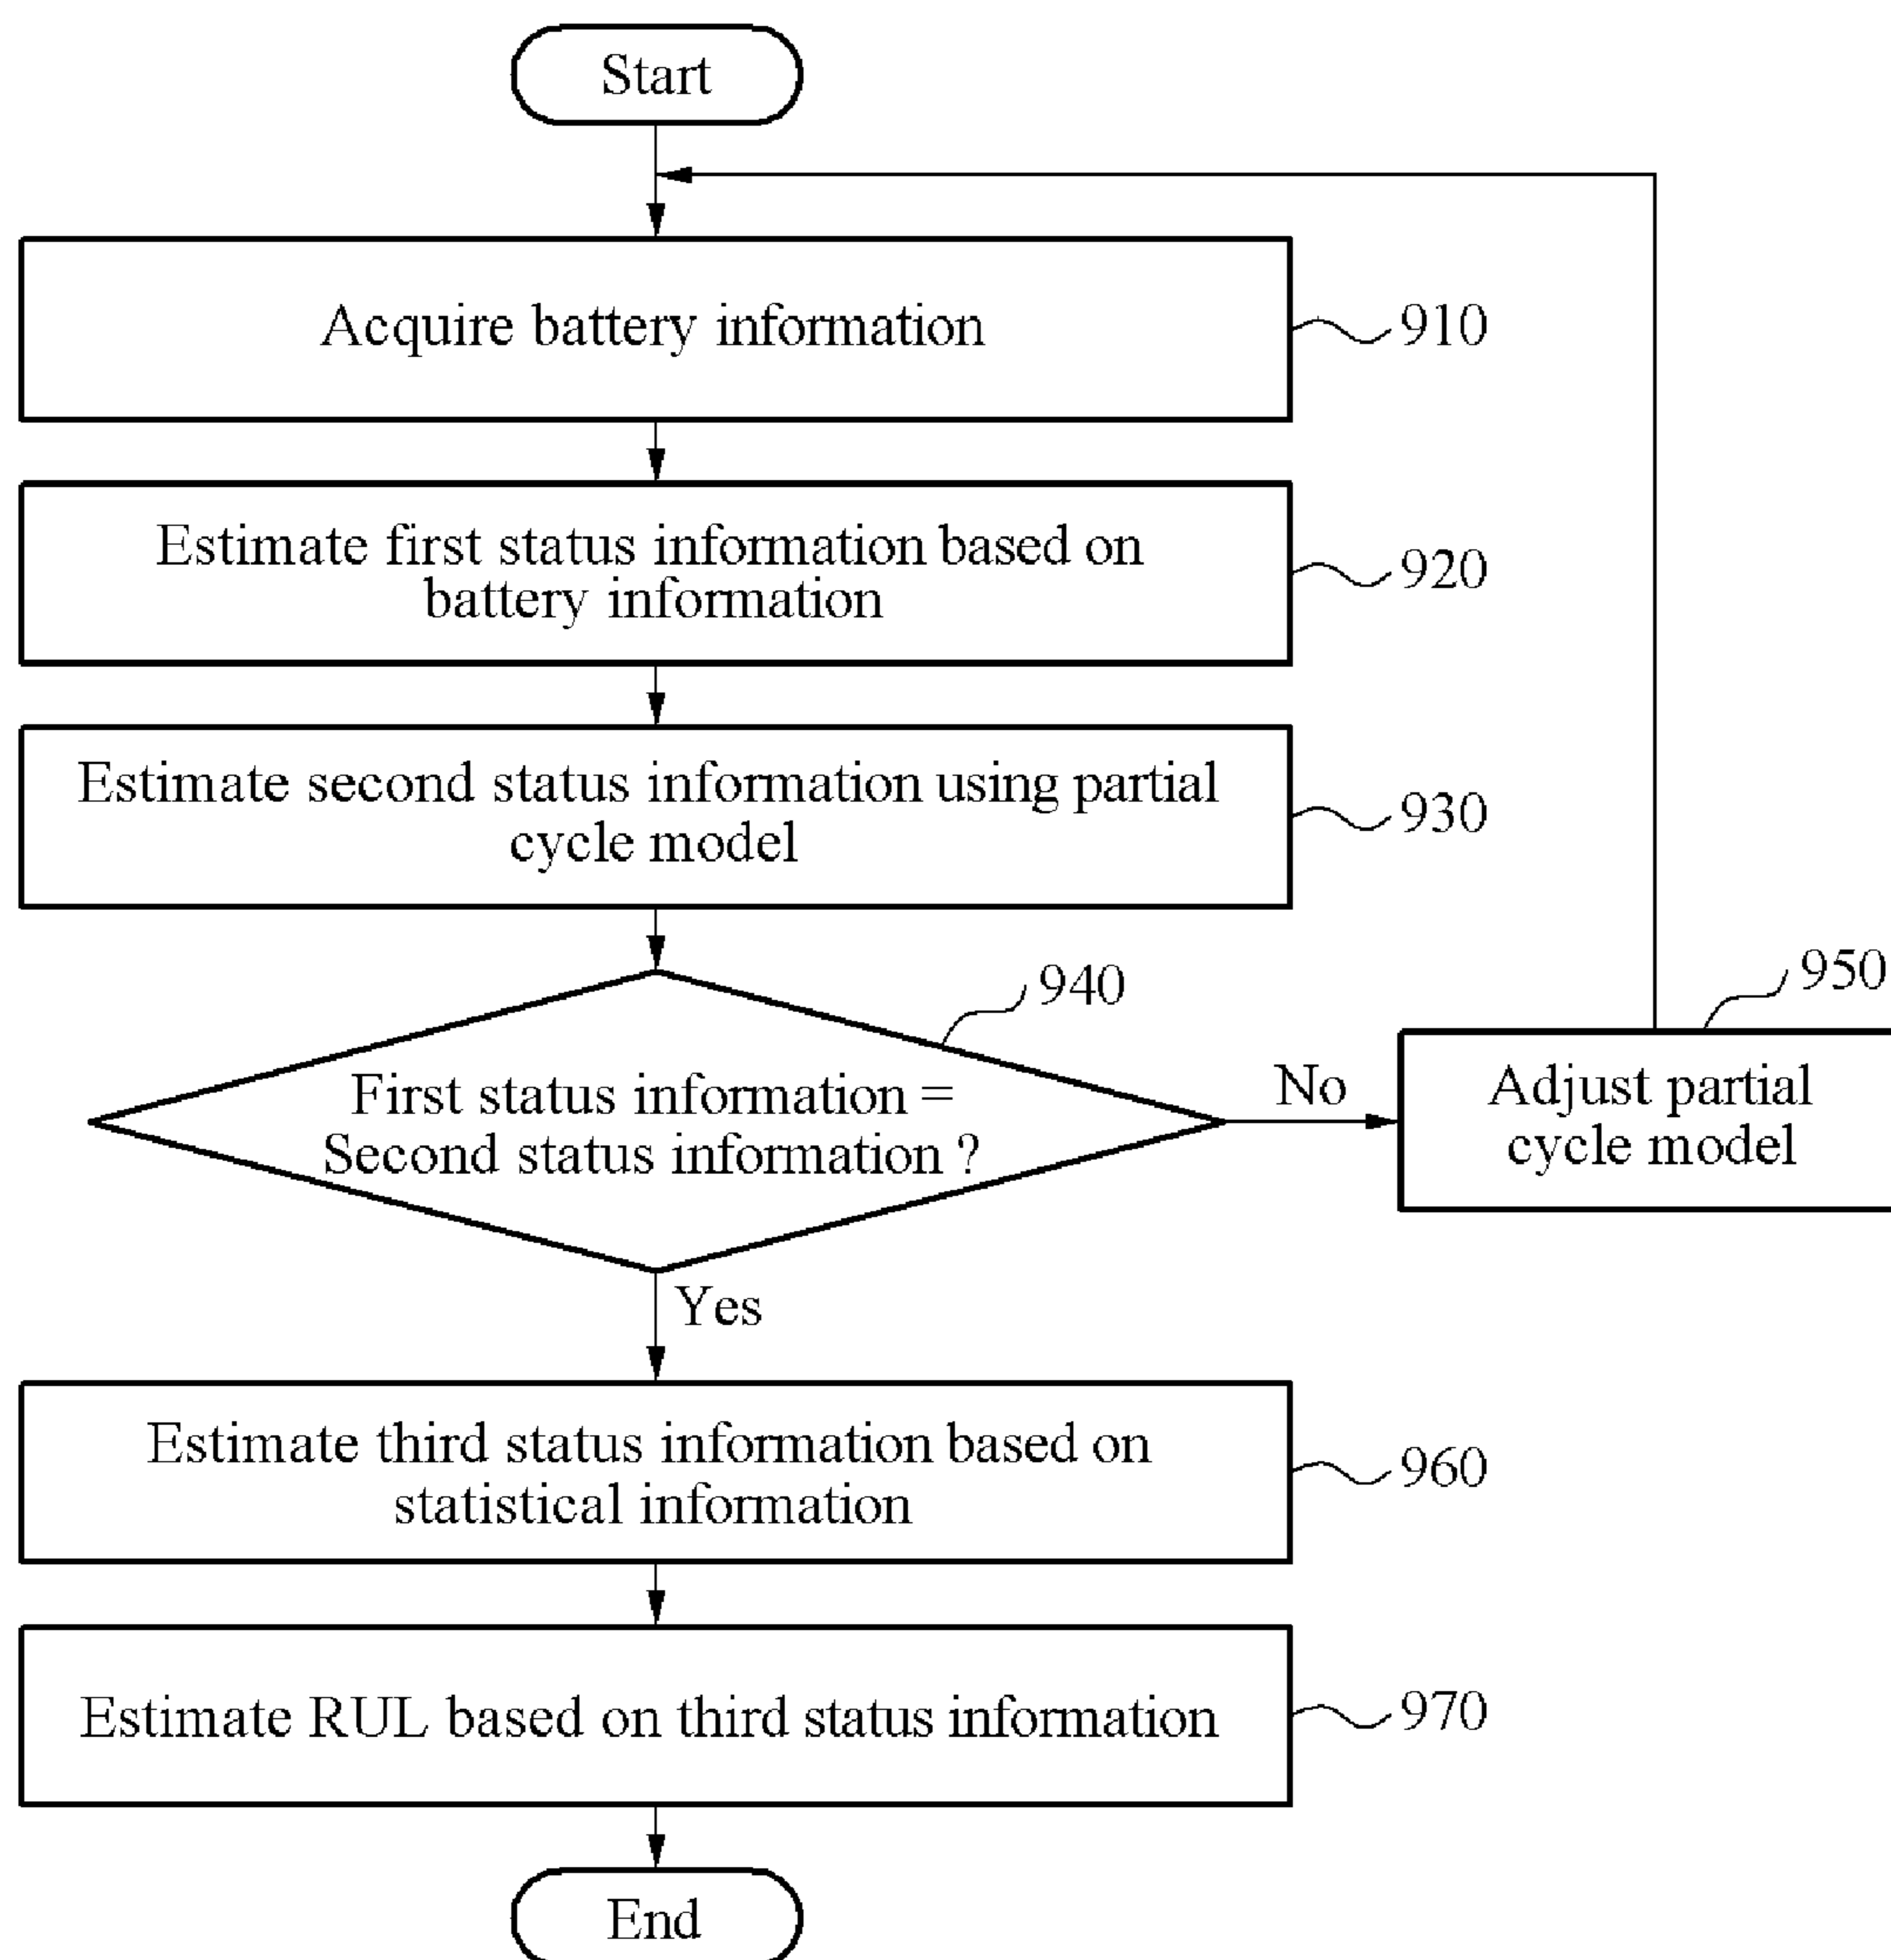 Start
Acquire battery information
910
Estimate first status information based on
battery information
920
Estimate second status information using partial
cycle model
930
940
First status information =
Second status information ?
No
950
Adjust partial
cycle model
Yes
Estimate third status information based on
statistical information
960
Estimate RUL based on third status information
970
End